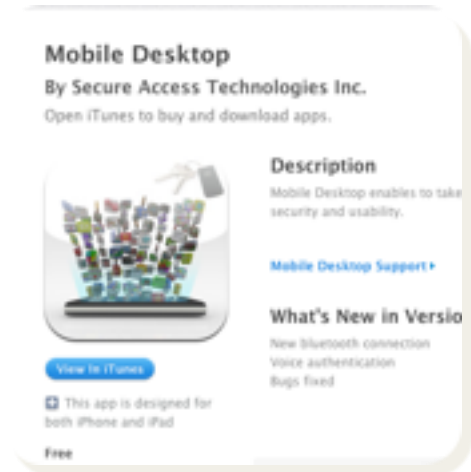 Mobile Desktop
By Secure Access Technologies Inc.
Open iTunes to buy and download apps.
Description
Mobile Desktop enables to take
security and usability.
Mobile Desktop Support
What's New in Versio
New bluetooth connection
Voice authentication
Bugs fixed
View In iTunes
This app is designed for
both iPhone and iPad
Free